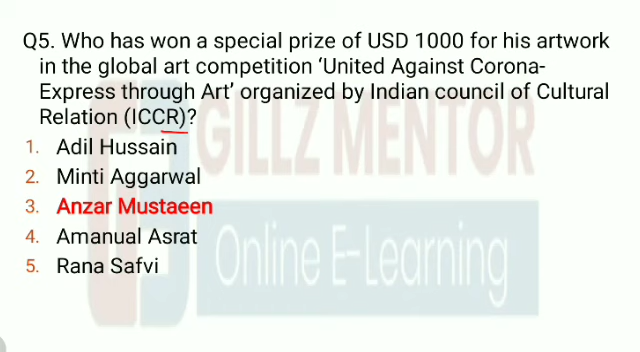 Q5. Who has won a special prize of USD 1000 for his artwork
in the global art competition ‘United Against Corona-
Express through Art’ organized by Indian council of Cultural
Relation (ICCR)?
1. Adil Hussain
2. Minti Aggarwal
3. Anzar Mustaeen
4. Amanual Asrat
5. Rana Safvi
GILLZ MENTOR
Online E-Learning